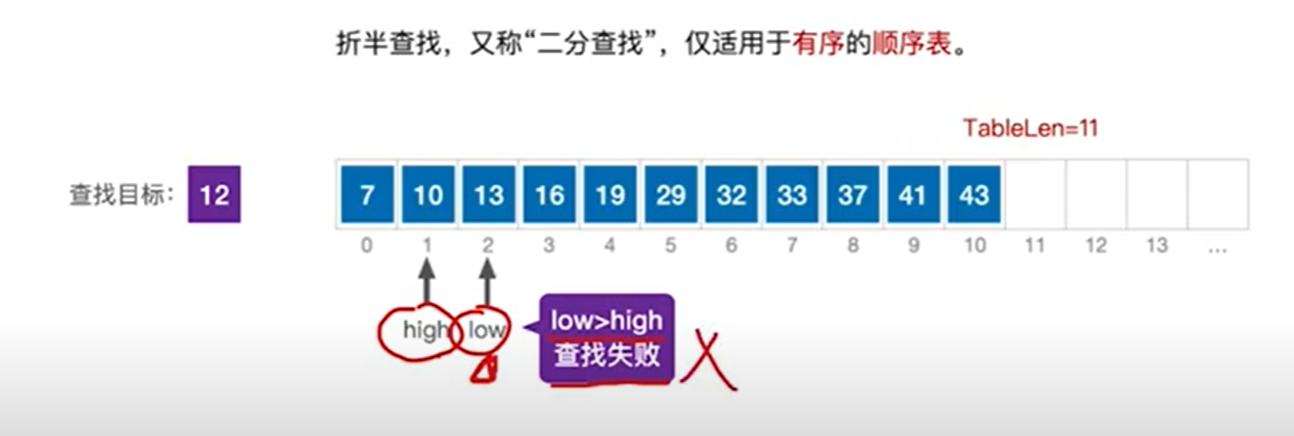 折半查找，又称“二分查找”，仅适用于有序的顺序表。
TableLen=11
查找目标： 12 7 10 13 16 19 29 32 33 37 41 43
0 1 2 3 4 5 6 7 8 9 10 11 12 13 ...
high low
low>high
查找失败